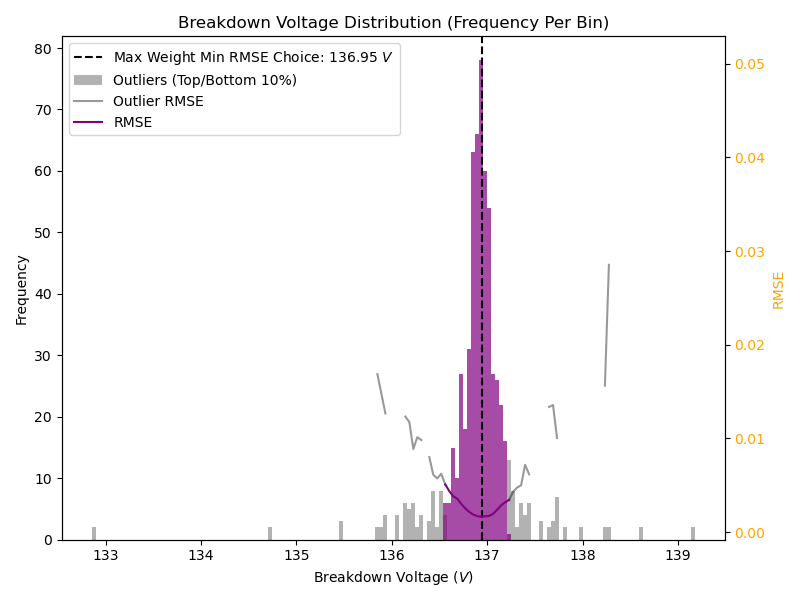 Breakdown Voltage Distribution (Frequency Per Bin)
Max Weight Min RMSE Choice: 136.95 V
Outliers (Top/Bottom 10%)
Outlier RMSE
RMSE
80
70
60
50
40
30
20
10
0
Frequency
0.05
0.04
0.03
0.02
0.01
0.00
RMSE
133 134 135 136 137 138 139
Breakdown Voltage (V)